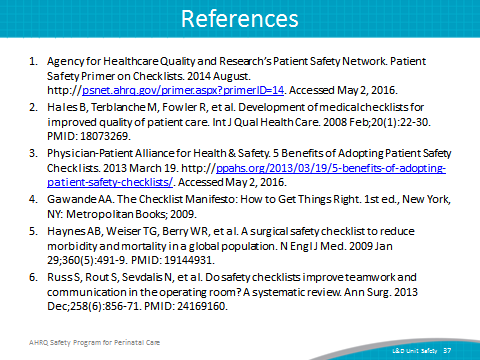 References
1. Agency for Healthcare Quality and Research's Patient Safety Network. Patient
Safety Primer on Checklists. 2014 August.
http://psnet.ahrq.gov/primer.aspx?primerID=14. Accessed May 2, 2016.
2. Hales B, Terblanche M, Fowler R, et al. Development of medical checklists for
improved quality of patient care. Int J Qual Health Care. 2008 Feb;20(1):22-30.
PMID: 18073269.
3. Physician-Patient Alliance for Health & Safety. 5 Benefits of Adopting Patient Safety
Checklists. 2013 March 19. http://ppahs.org/2013/03/19/5-benefits-of-adopting-
patient-safety-checklists/. Accessed May 2, 2016.
4. Gawande AA. The Checklist Manifesto: How to Get Things Right. 1st ed., New York,
NY: Metropolitan Books; 2009.
5. Haynes AB, Weiser TG, Berry WR, et al. A surgical safety checklist to reduce
morbidity and mortality in a global population. N Engl J Med. 2009 Jan
29;360(5):491-9. PMID: 19144931.
6. Russ S, Rout S, Sevdalis N, et al. Do safety checklists improve teamwork and
communication in the operating room? A systematic review. Ann Surg. 2013
Dec;258(6):856-71. PMID: 24169160.
AHRQ Safety Program for Perinatal Care
L&D Unit Safety 37